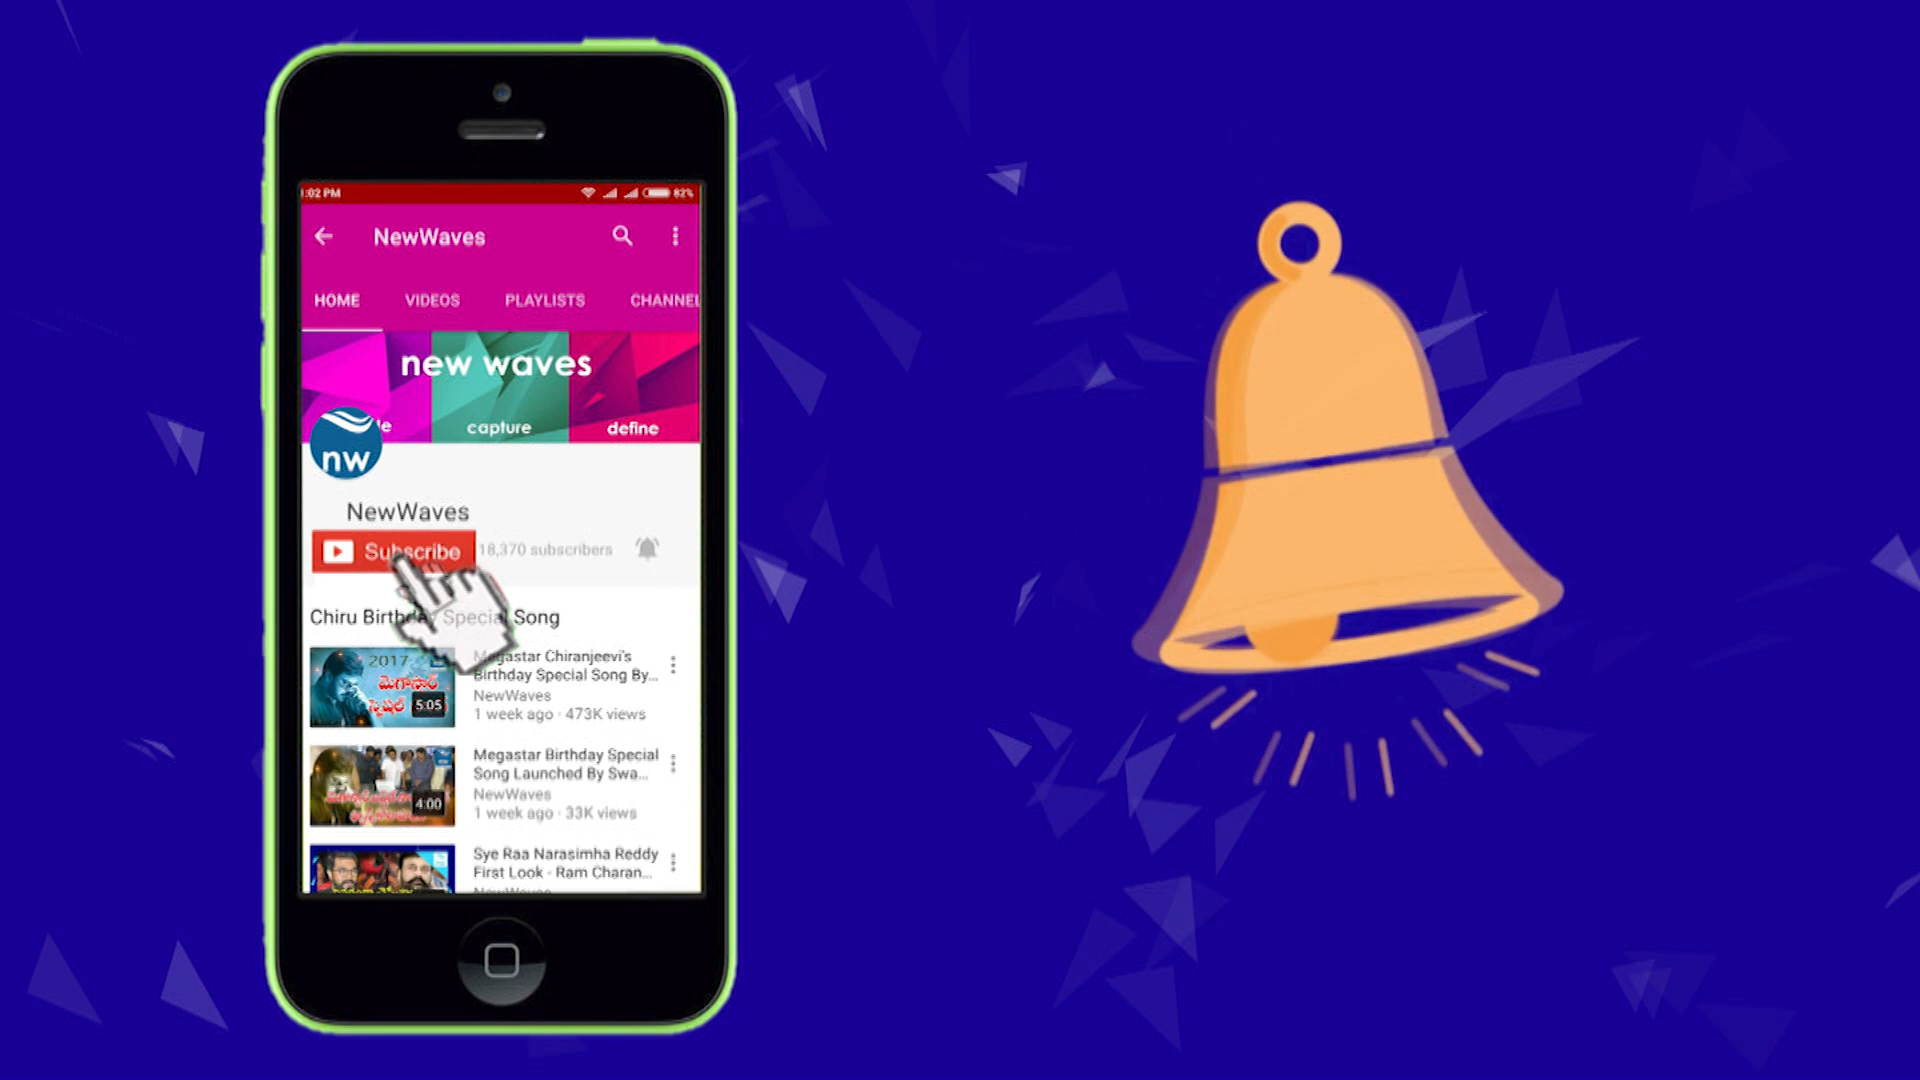 1:02 PM
82%
NewWaves
HOME VIDEOS PLAYLISTS CHANNEL
new waves
capture
define
nw
NewWaves
Subscribe
18,370 subscribers
Chiru Birthday Special Song
2017
మెగాస్టార్
స్పెషల్
5:05
Megastar Chiranjeevi's
Birthday Special Song By...
NewWaves
1 week ago · 473K views
4:00
Megastar Birthday Special
Song Launched By Swa...
NewWaves
1 week ago · 33K views
Sye Raa Narasimha Reddy
First Look - Ram Charan...
NewWaves